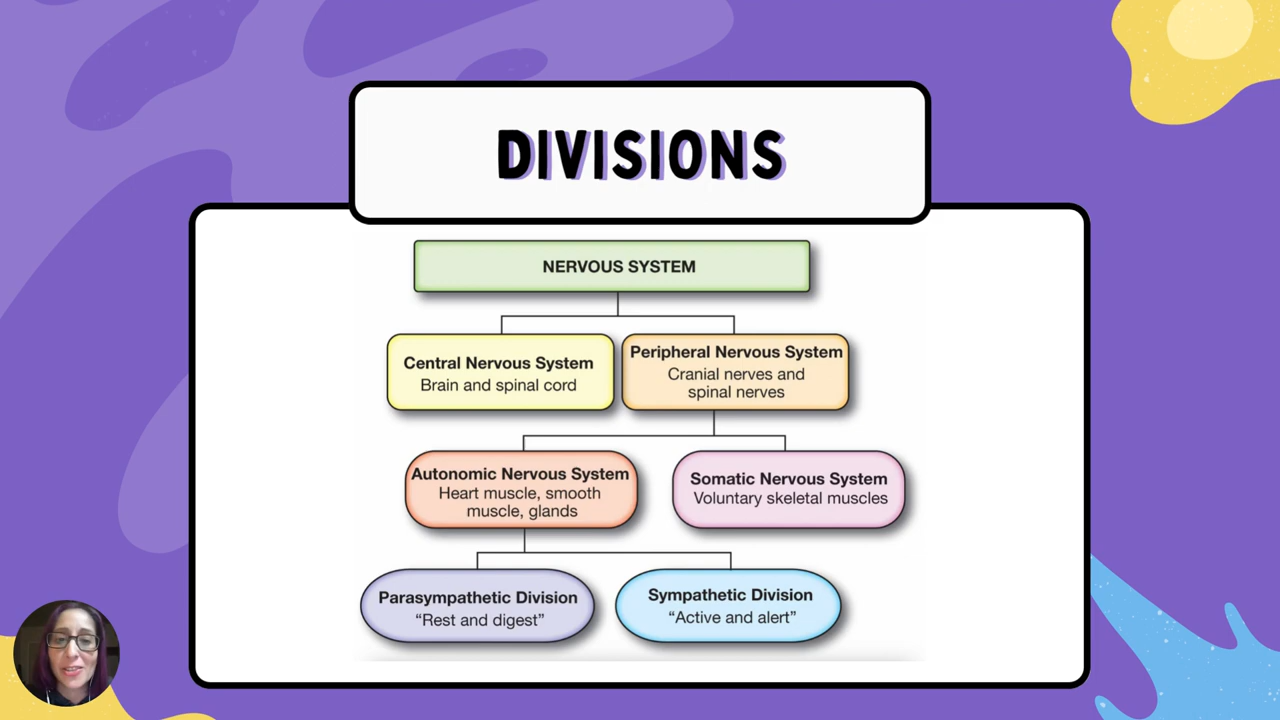 DIVISIONS
NERVOUS SYSTEM
Central Nervous System
Brain and spinal cord
Peripheral Nervous System
Cranial nerves and
spinal nerves
Autonomic Nervous System
Heart muscle, smooth
muscle, glands
Somatic Nervous System
Voluntary skeletal muscles
Parasympathetic Division
“Rest and digest”
Sympathetic Division
“Active and alert”